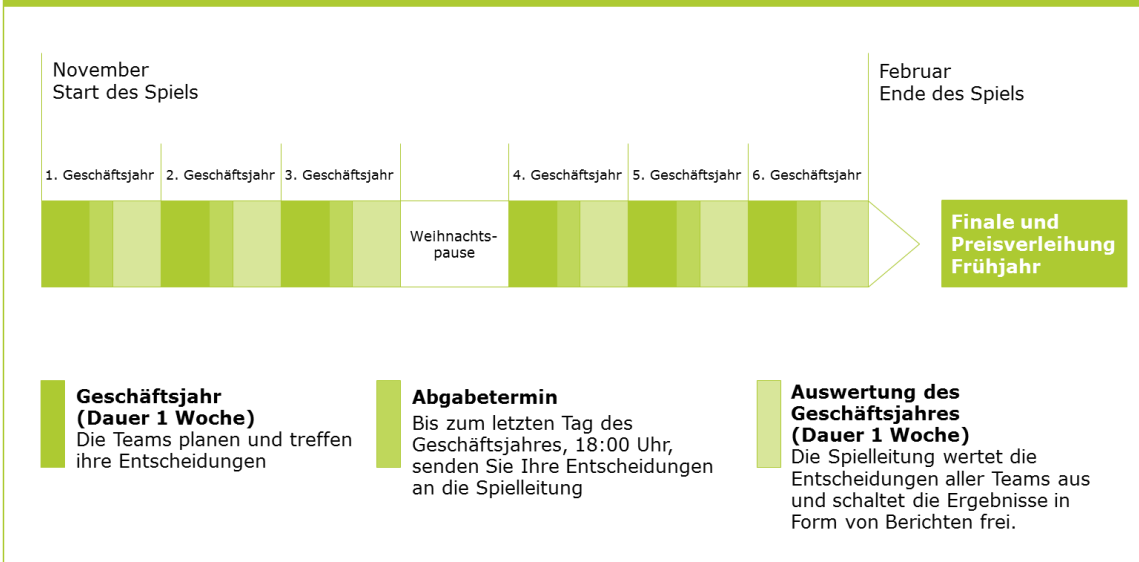 November
Start des Spiels
Februar
Ende des Spiels
1. Geschäftsjahr
2. Geschäftsjahr
3. Geschäftsjahr
4. Geschäftsjahr
5. Geschäftsjahr
6. Geschäftsjahr
Weihnachts-
pause
Finale und
Preisverleihung
Frühjahr
Geschäftsjahr
(Dauer 1 Woche)
Die Teams planen und treffen
ihre Entscheidungen
Abgabetermin
Bis zum letzten Tag des
Geschäftsjahres, 18:00 Uhr,
senden Sie Ihre Entscheidungen
an die Spielleitung
Auswertung des
Geschäftsjahres
(Dauer 1 Woche)
Die Spielleitung wertet die
Entscheidungen aller Teams aus
und schaltet die Ergebnisse in
Form von Berichten frei.